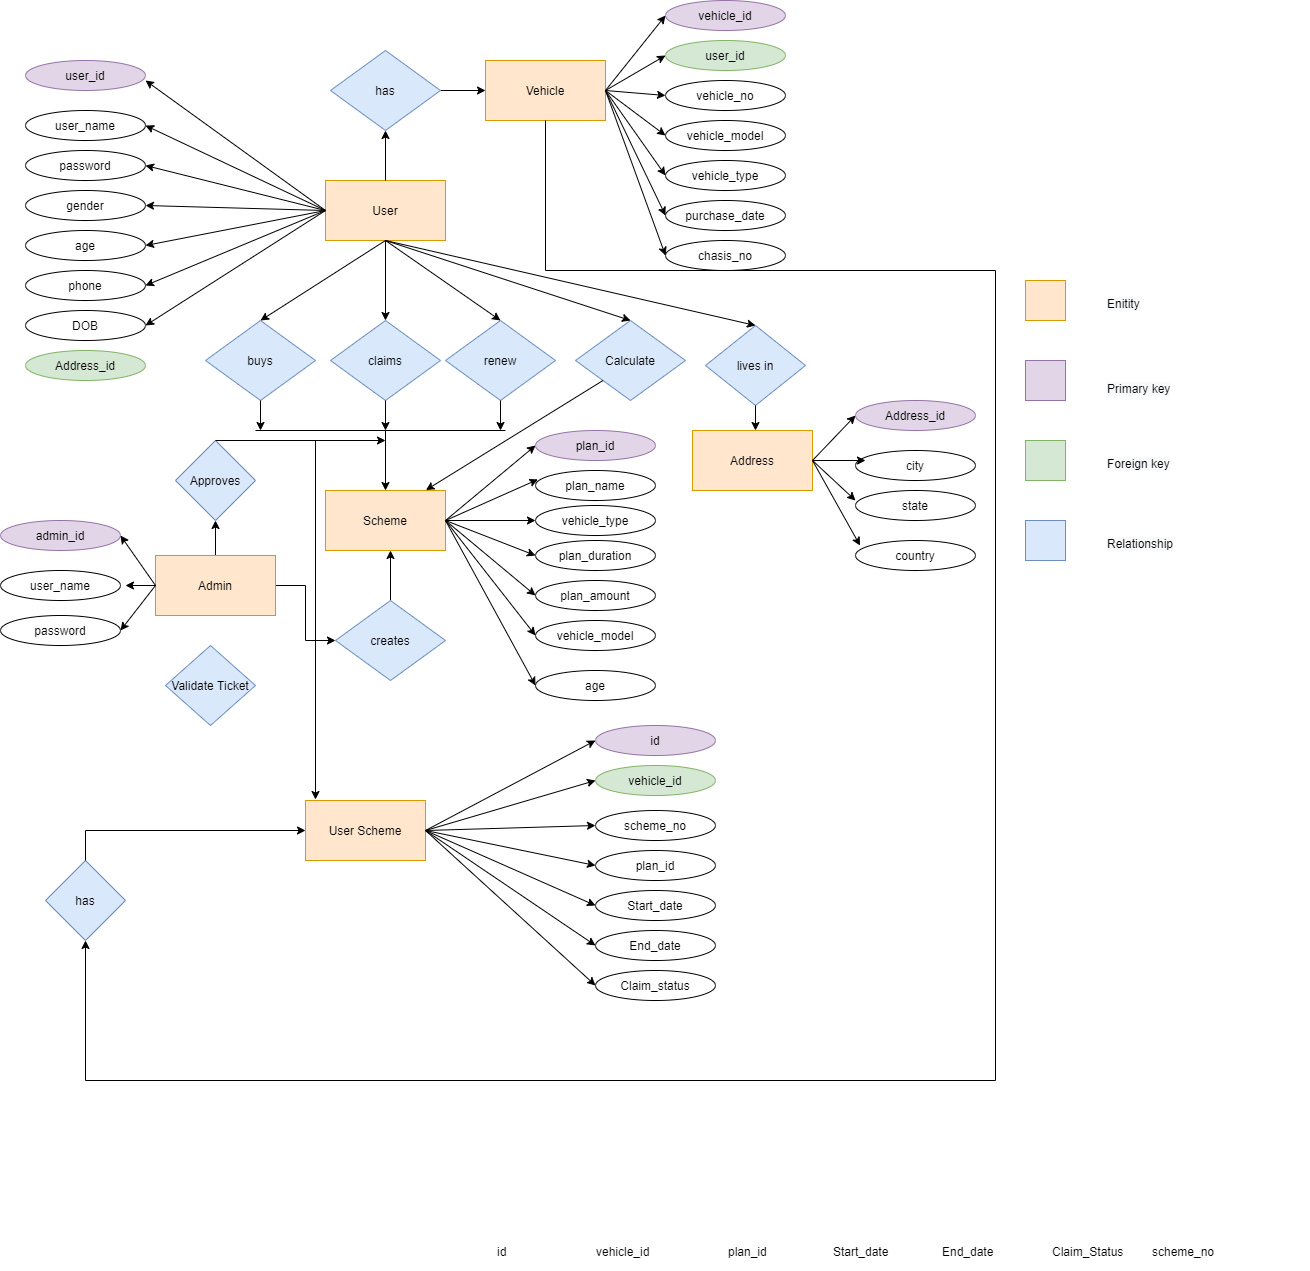 vehicle_id
user_id
user_id
has
Vehicle
vehicle_no
user_name
vehicle_model
password
vehicle_type
gender
User
purchase_date
age
chasis_no
phone
Enitity
DOB
Address_id
buys
claims
renew
Calculate
lives in
Primary key
Address_id
plan_id
Address
city
Foreign key
Approves
plan_name
state
Scheme
vehicle_type
admin_id
plan_duration
country
Relationship
user_name
Admin
plan_amount
password
creates
vehicle_model
Validate Ticket
age
id
vehicle_id
User Scheme
scheme_no
plan_id
has
Start_date
End_date
Claim_status
id
vehicle_id
plan_id
Start_date
End_date
Claim_Status
scheme_no